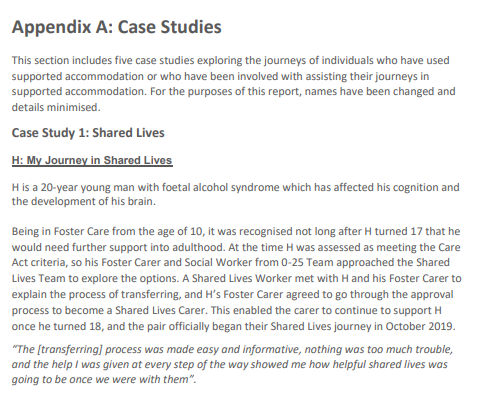 Appendix A: Case Studies
This section includes five case studies exploring the journeys of individuals who have used
supported accommodation or who have been involved with assisting their journeys in
supported accommodation. For the purposes of this report, names have been changed and
details minimised.
Case Study 1: Shared Lives
H: My Journey in Shared Lives
H is a 20-year young man with foetal alcohol syndrome which has affected his cognition and
the development of his brain.
Being in Foster Care from the age of 10, it was recognised not long after H turned 17 that he
would need further support into adulthood. At the time H was assessed as meeting the Care
Act criteria, so his Foster Carer and Social Worker from 0-25 Team approached the Shared
Lives Team to explore the options. A Shared Lives Worker met with H and his Foster Carer to
explain the process of transferring, and H's Foster Carer agreed to go through the approval
process to become a Shared Lives Carer. This enabled the carer to continue to support H
once he turned 18, and the pair officially began their Shared Lives journey in October 2019.
"The [transferring] process was made easy and informative, nothing was too much trouble,
and the help I was given at every step of the way showed me how helpful shared lives was
going to be once we were with them".